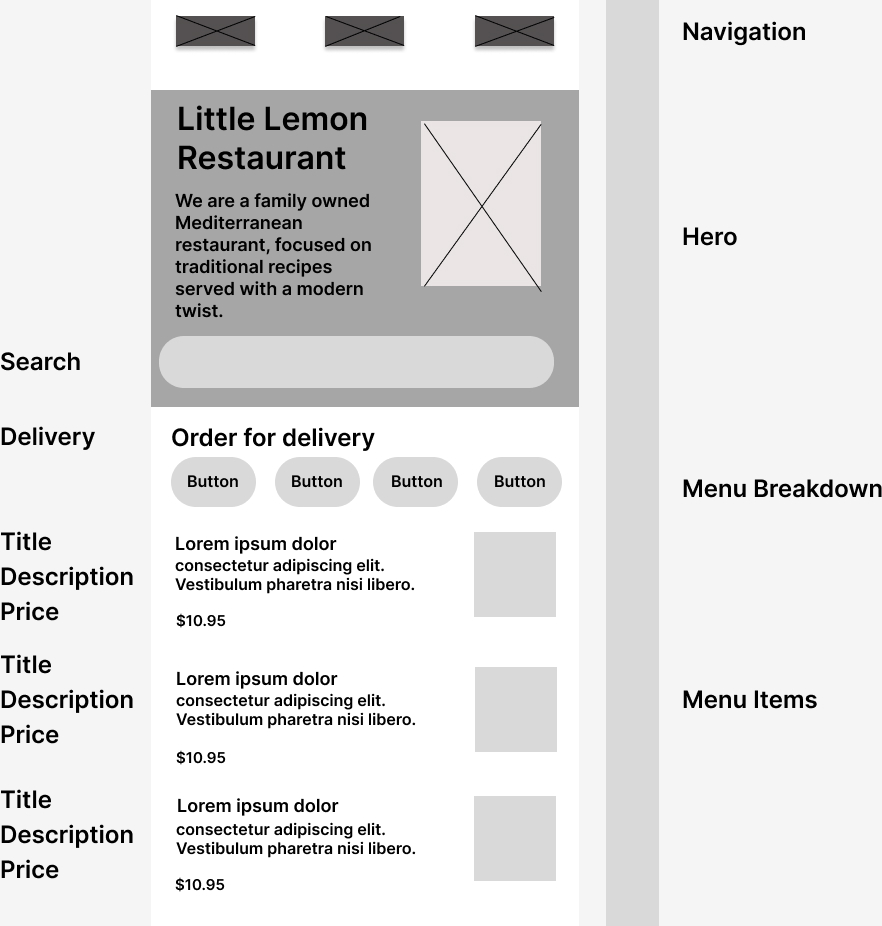 Navigation
Little Lemon
Restaurant
We are a family owned
Mediterranean
restaurant, focused on
traditional recipes
served with a modern
twist.
Hero
Search
Delivery
Order for delivery
Button Button Button Button
Menu Breakdown
Title
Description
Price
Lorem ipsum dolor
consectetur adipiscing elit.
Vestibulum pharetra nisi libero.
$10.95
Title
Description
Price
Lorem ipsum dolor
consectetur adipiscing elit.
Vestibulum pharetra nisi libero.
$10.95
Menu Items
Title
Description
Price
Lorem ipsum dolor
consectetur adipiscing elit.
Vestibulum pharetra nisi libero.
$10.95